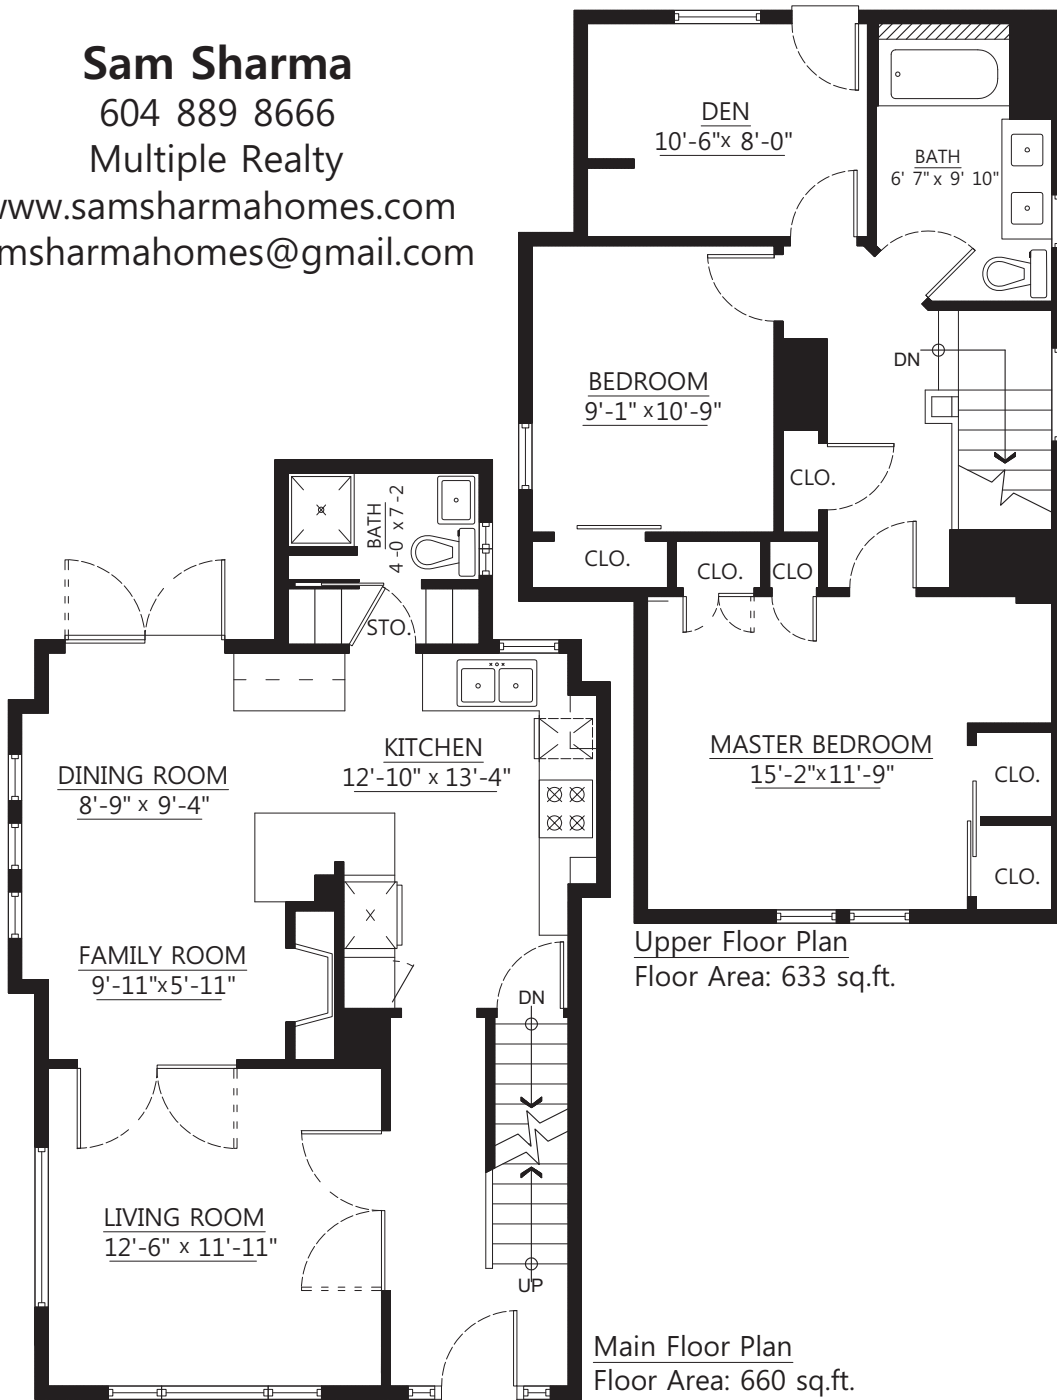 Sam Sharma
604 889 8666
Multiple Realty
www.samsharmahomes.com
msharmahomes@gmail.com
DEN
10'-6"x 8'-0"
BATH
6' 7" x 9' 10"
BEDROOM
9'-1" x10'-9"
DN
CLO.
CLO.
CLO.
CLO
MASTER BEDROOM
15'-2"x11'-9"
CLO.
CLO.
Upper Floor Plan
Floor Area: 633 sq.ft.
BATH
4 -0 x 7 -2
STO.
KITCHEN
12'-10" x 13'-4"
DINING ROOM
8'-9" x 9'-4"
X
FAMILY ROOM
9'-11"x5'-11"
DN
LIVING ROOM
12'-6" x 11'-11"
UP
Main Floor Plan
Floor Area: 660 sq.ft.